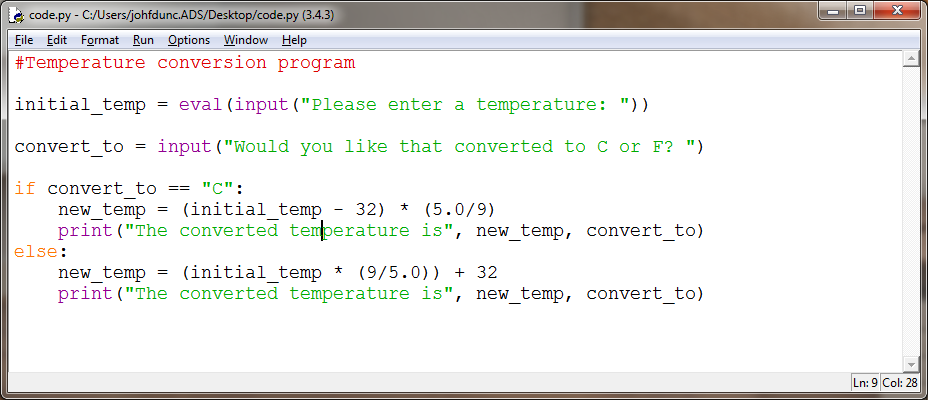 code.py - C:/Users/johfdunc.ADS/Desktop/code.py (3.4.3)
File Edit Format Run Options Window Help
#Temperature conversion program
initial_temp = eval(input("Please enter a temperature: "))
convert_to = input("Would you like that converted to C or F? ")
if convert_to == "C":
    new_temp = (initial_temp - 32) * (5.0/9)
    print("The converted temperature is", new_temp, convert_to)
else:
    new_temp = (initial_temp * (9/5.0)) + 32
    print("The converted temperature is", new_temp, convert_to)
Ln: 9 Col: 28